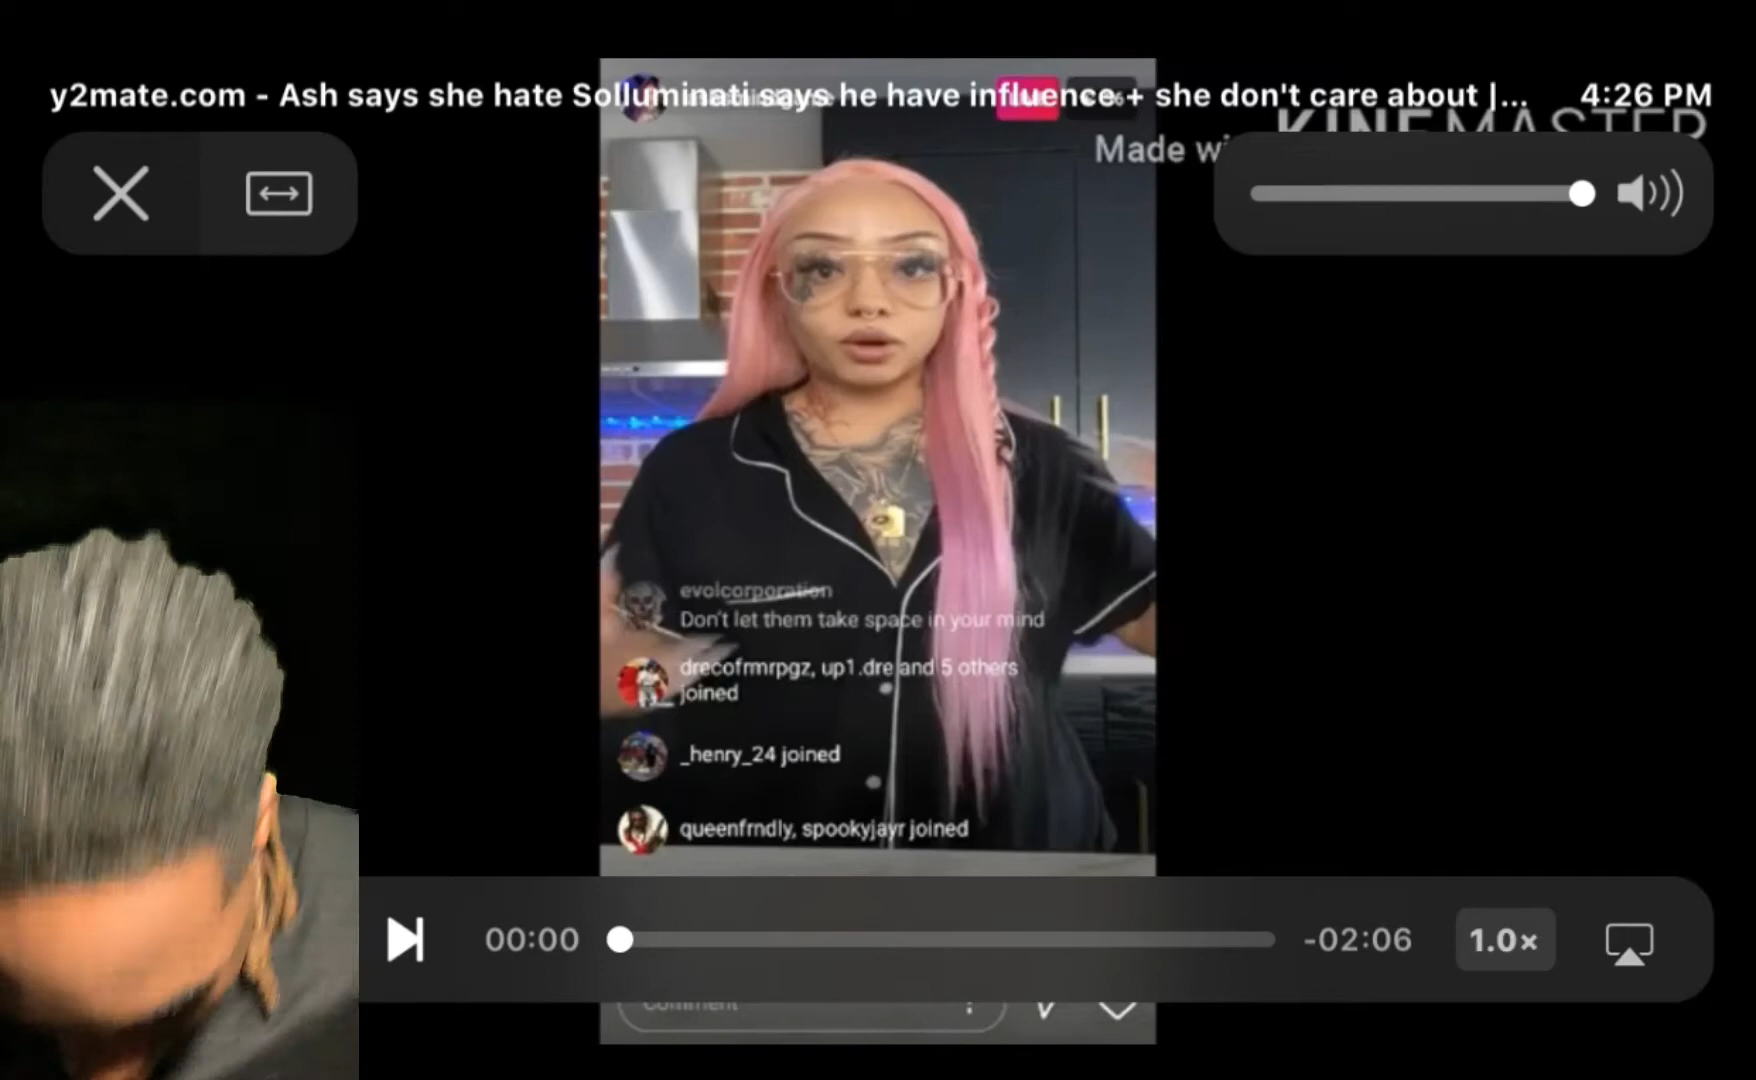 y2mate.com - Ash says she hate Solluminati says he have influence + she don't care about |...
4:26 PM
KINEMASTER
Made wi
evolcorporation
Don't let them take space in your mind
drecofrmrpgz, up1.dre and 5 others
joined
_henry_24 joined
queenfrndly, spookyjayr joined
00:00
-02:06
1.0×
Comment